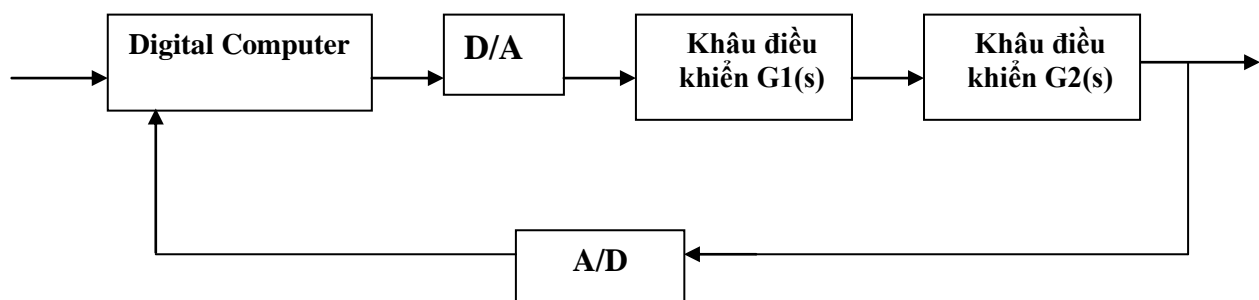 Digital Computer
D/A
Khâu điều
khiển G1(s)
Khâu điều
khiển G2(s)
A/D